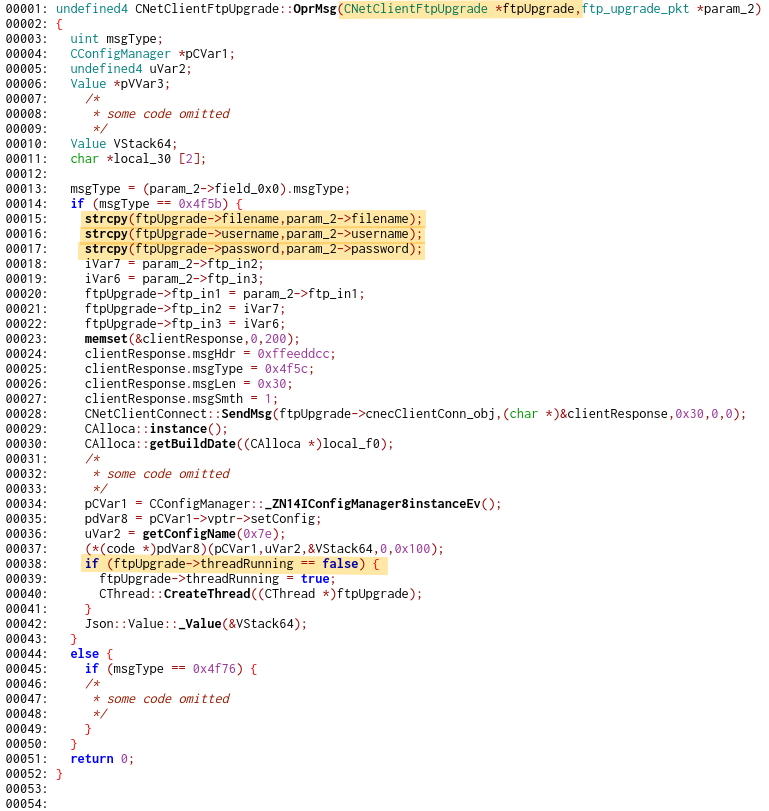 00001: undefined4 CNetClientFtpUpgrade::OprMsg(CNetClientFtpUpgrade *ftpUpgrade,ftp_upgrade_pkt *param_2)
00002: {
00003:   uint msgType;
00004:   CConfigManager *pCVar1;
00005:   undefined4 uVar2;
00006:   Value *pVVar3;
00007:     /*
00008:      * some code omitted
00009:      */
00010:   Value VStack64;
00011:   char *local_30 [2];
00012:
00013:   msgType = (param_2->field_0x0).msgType;
00014:   if (msgType == 0x4f5b) {
00015:     strcpy(ftpUpgrade->filename,param_2->filename);
00016:     strcpy(ftpUpgrade->username,param_2->username);
00017:     strcpy(ftpUpgrade->password,param_2->password);
00018:     iVar7 = param_2->ftp_in2;
00019:     iVar6 = param_2->ftp_in3;
00020:     ftpUpgrade->ftp_in1 = param_2->ftp_in1;
00021:     ftpUpgrade->ftp_in2 = iVar7;
00022:     ftpUpgrade->ftp_in3 = iVar6;
00023:     memset(&clientResponse,0,200);
00024:     clientResponse.msgHdr = 0xffeeddcc;
00025:     clientResponse.msgType = 0x4f5c;
00026:     clientResponse.msgLen = 0x30;
00027:     clientResponse.msgSmth = 1;
00028:     CNetClientConnect::SendMsg(ftpUpgrade->cnecClientConn_obj,(char *)&clientResponse,0x30,0,0);
00029:     CAlloca::instance();
00030:     CAlloca::getBuildDate((CAlloca *)local_f0);
00031:     /*
00032:      * some code omitted
00033:      */
00034:     pCVar1 = CConfigManager::_ZN14IConfigManager8instanceEv();
00035:     pdVar8 = pCVar1->vptr->setConfig;
00036:     uVar2 = getConfigName(0x7e);
00037:     (*(code *)pdVar8)(pCVar1,uVar2,&VStack64,0,0x100);
00038:     if (ftpUpgrade->threadRunning == false) {
00039:       ftpUpgrade->threadRunning = true;
00040:       CThread::CreateThread((CThread *)ftpUpgrade);
00041:     }
00042:     Json::Value::_Value(&VStack64);
00043:   }
00044:   else {
00045:     if (msgType == 0x4f76) {
00046:     /*
00047:      * some code omitted
00048:      */
00049:     }
00050:   }
00051:   return 0;
00052: }
00053:
00054: